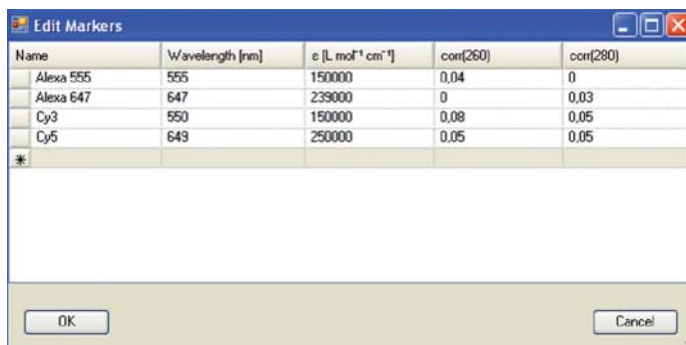 Edit Markers
Name Wavelength [nm] ε [L mol⁻¹ cm⁻¹] corr(260) corr(280)
Alexa 555 555 150000 0,04 0
Alexa 647 647 239000 0 0,03
Cy3 550 150000 0,08 0,05
Cy5 649 250000 0,05 0,05
*
OK Cancel